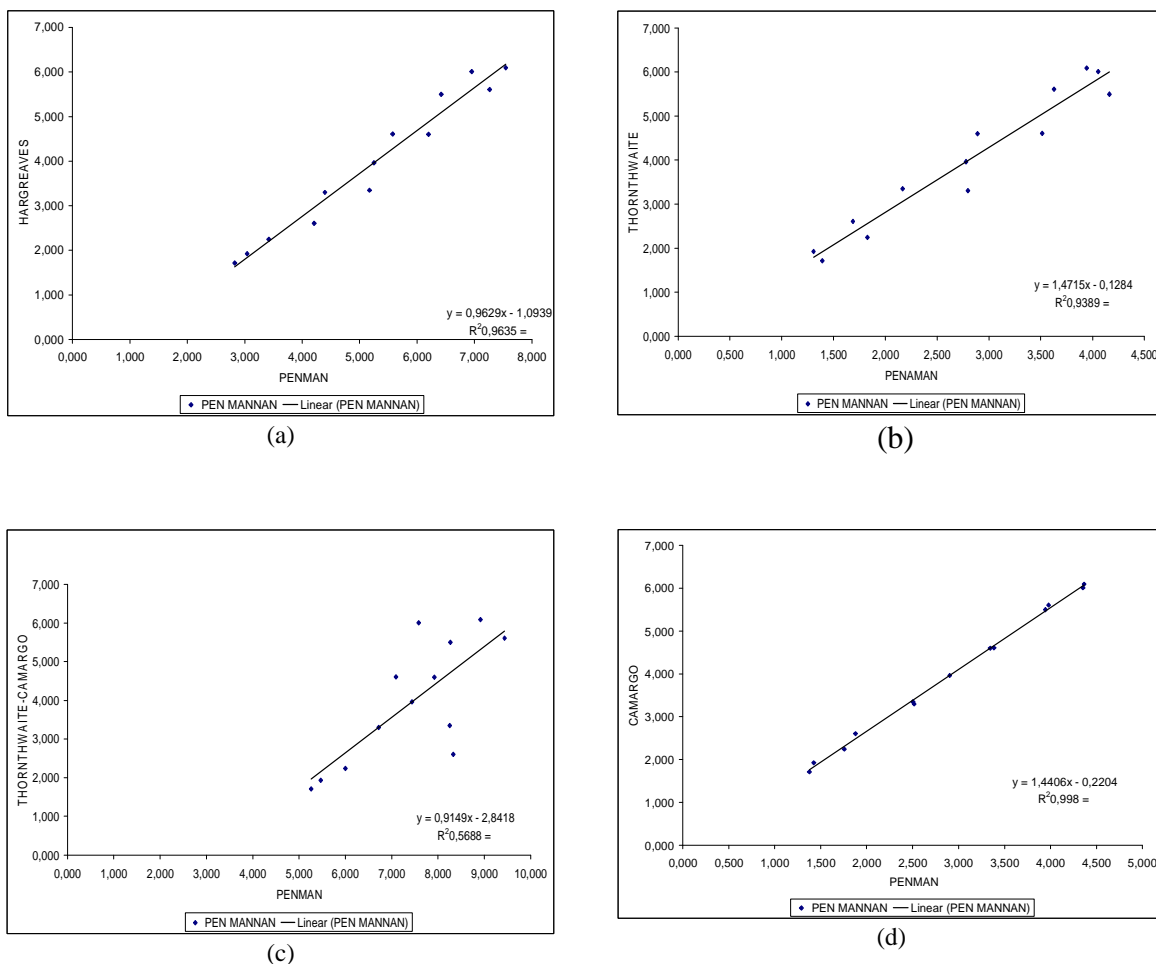 7,000
6,000
5,000
4,000
3,000
2,000
1,000
0,000
HARGREAVES
y = 0,9629x - 1,0939
R²0,9635 =
0,000 1,000 2,000 3,000 4,000 5,000 6,000 7,000 8,000
PENMAN
PEN MANNAN Linear (PEN MANNAN)
(a)
7,000
6,000
5,000
4,000
3,000
2,000
1,000
0,000
THORNTHWAITE
y = 1,4715x - 0,1284
R²0,9389 =
0,000 0,500 1,000 1,500 2,000 2,500 3,000 3,500 4,000 4,500
PENAMAN
PEN MANNAN Linear (PEN MANNAN)
(b)
7,000
6,000
5,000
4,000
3,000
2,000
1,000
0,000
THORNTHWAITE-CAMARGO
y = 0,9149x - 2,8418
R²0,5688 =
0,000 1,000 2,000 3,000 4,000 5,000 6,000 7,000 8,000 9,000 10,000
PENMAN
PEN MANNAN Linear (PEN MANNAN)
(c)
7,000
6,000
5,000
4,000
3,000
2,000
1,000
0,000
CAMARGO
y = 1,4406x - 0,2204
R²0,998 =
0,000 0,500 1,000 1,500 2,000 2,500 3,000 3,500 4,000 4,500 5,000
PENMAN
PEN MANNAN Linear (PEN MANNAN)
(d)